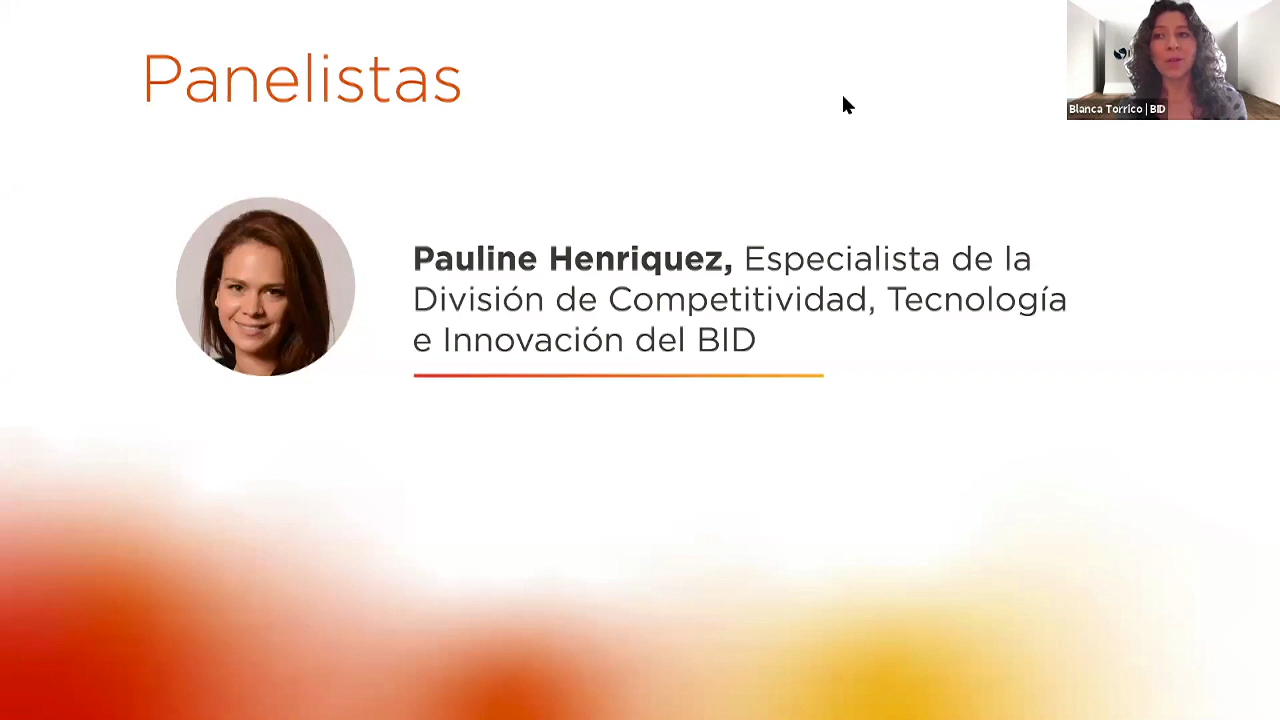 Panelistas
Blanca Torrico | BID
Pauline Henriquez, Especialista de la
División de Competitividad, Tecnología
e Innovación del BID